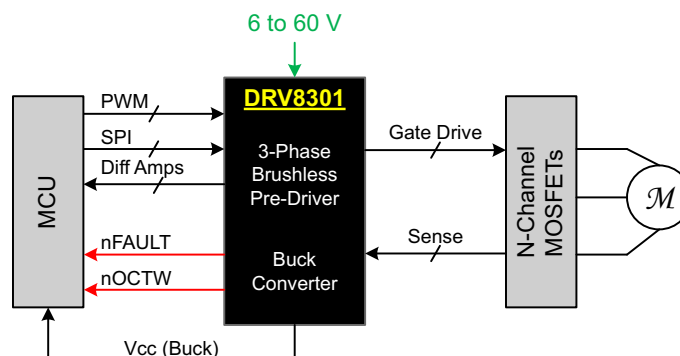 6 to 60 V
DRV8301
3-Phase
Brushless
Pre-Driver
Buck
Converter
MCU
PWM
SPI
Diff Amps
nFAULT
nOCTW
Vcc (Buck)
Gate Drive
Sense
N-Channel
MOSFETs
M